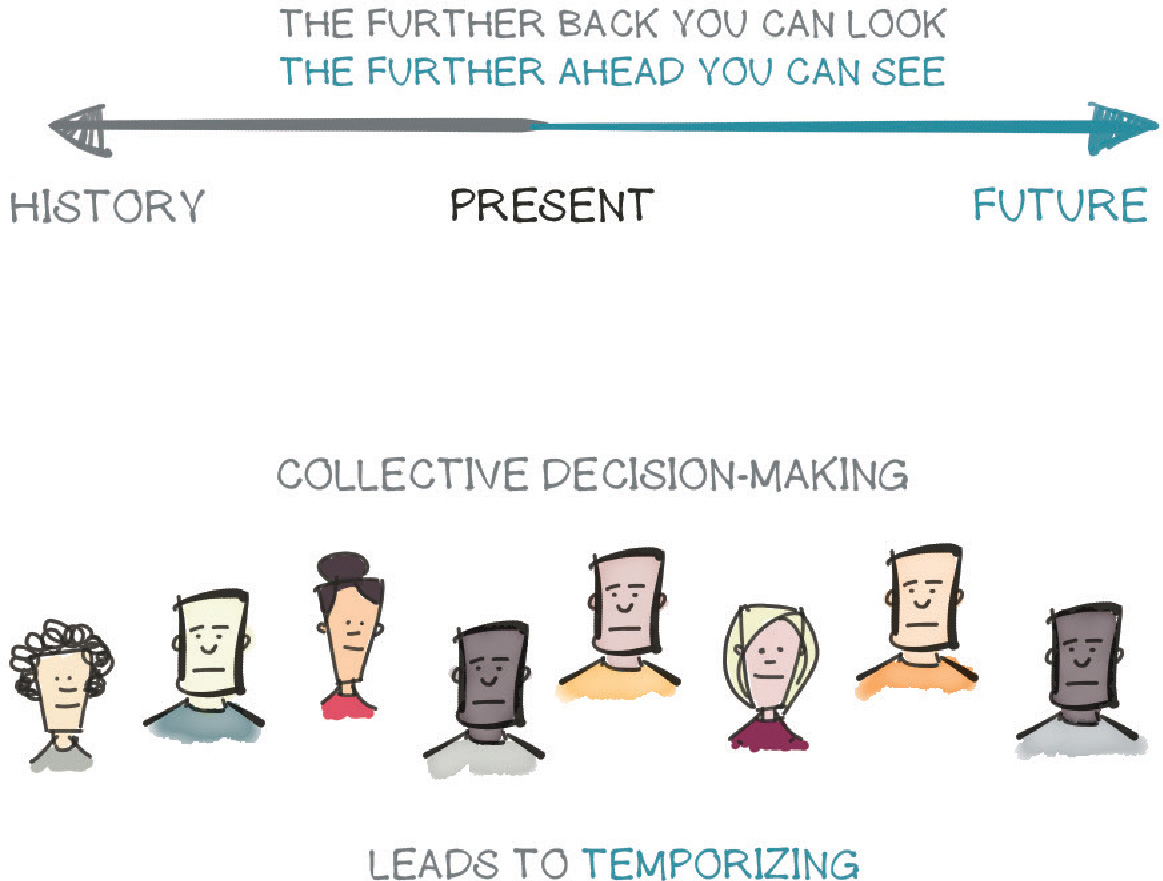 THE FURTHER BACK YOU CAN LOOK
THE FURTHER AHEAD YOU CAN SEE
HISTORY PRESENT FUTURE
COLLECTIVE DECISION-MAKING
LEADS TO TEMPORIZING